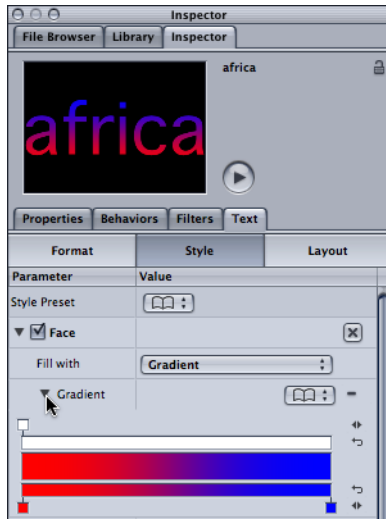 Inspector
File Browser Library Inspector
africa
africa
Properties Behaviors Filters Text
Format Style Layout
Parameter Value
Style Preset
Face
Fill with Gradient
Gradient